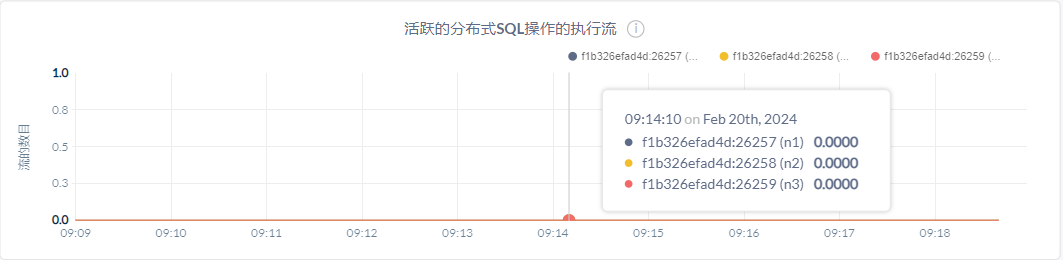 活跃的分布式SQL操作的执行流 i
f1b326efad4d:26257 (... f1b326efad4d:26258 (... f1b326efad4d:26259 (...
流的数目
1.0
0.8
0.5
0.3
0.0
09:14:10 on Feb 20th, 2024
f1b326efad4d:26257 (n1) 0.0000
f1b326efad4d:26258 (n2) 0.0000
f1b326efad4d:26259 (n3) 0.0000
09:09 09:10 09:11 09:12 09:13 09:14 09:15 09:16 09:17 09:18